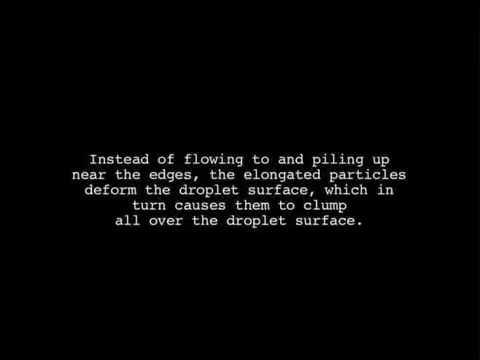 Instead of flowing to and piling up
near the edges, the elongated particles
deform the droplet surface, which in
turn causes them to clump
all over the droplet surface.